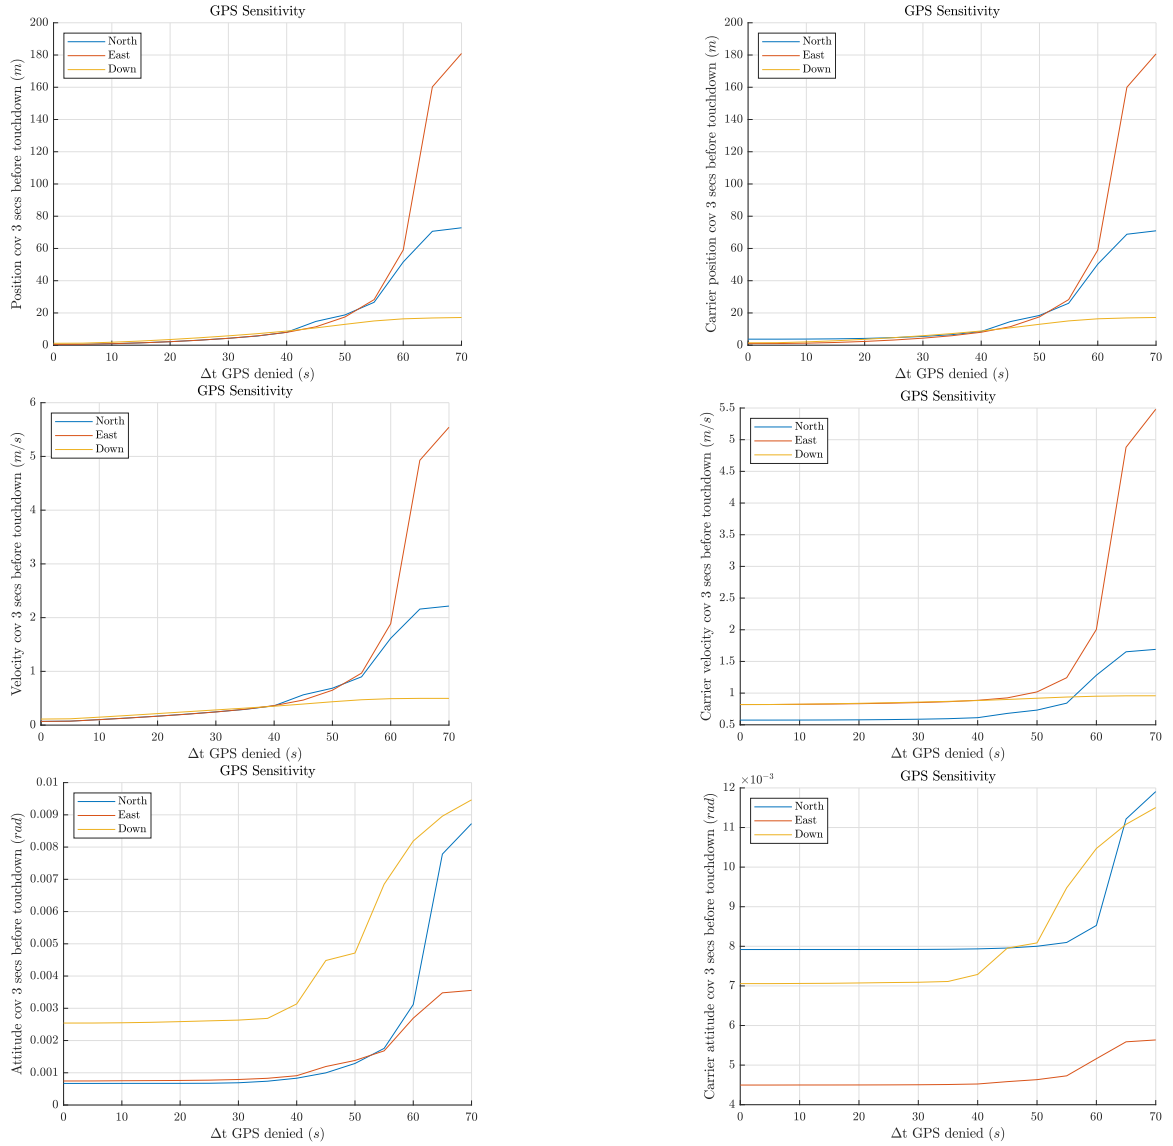 GPS Sensitivity
Position cov 3 secs before touchdown (m)
200
180
160
140
120
100
80
60
40
20
0
North
East
Down
0 10 20 30 40 50 60 70
Δt GPS denied (s)
GPS Sensitivity
Carrier position cov 3 secs before touchdown (m)
200
180
160
140
120
100
80
60
40
20
0
North
East
Down
0 10 20 30 40 50 60 70
Δt GPS denied (s)
GPS Sensitivity
Velocity cov 3 secs before touchdown (m/s)
6
5
4
3
2
1
0
North
East
Down
0 10 20 30 40 50 60 70
Δt GPS denied (s)
GPS Sensitivity
Carrier velocity cov 3 secs before touchdown (m/s)
5.5
5
4.5
4
3.5
3
2.5
2
1.5
1
0.5
North
East
Down
0 10 20 30 40 50 60 70
Δt GPS denied (s)
GPS Sensitivity
Attitude cov 3 secs before touchdown (rad)
0.01
0.009
0.008
0.007
0.006
0.005
0.004
0.003
0.002
0.001
0
North
East
Down
0 10 20 30 40 50 60 70
Δt GPS denied (s)
GPS Sensitivity
×10⁻³
Carrier attitude cov 3 secs before touchdown (rad)
12
11
10
9
8
7
6
5
4
North
East
Down
0 10 20 30 40 50 60 70
Δt GPS denied (s)